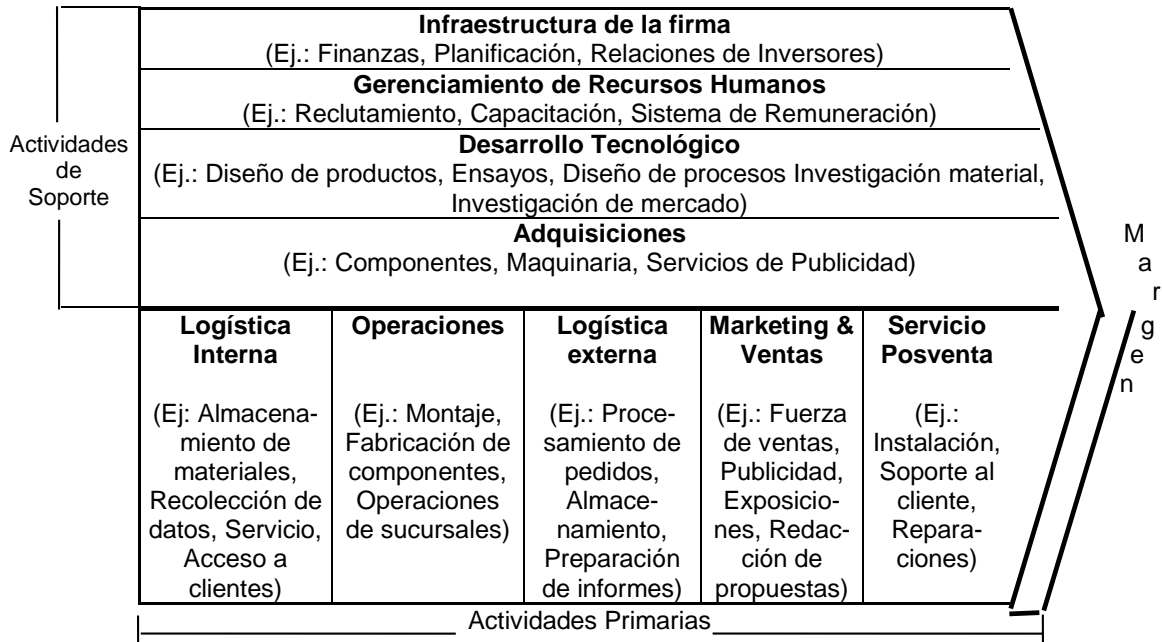 Infraestructura de la firma
(Ej.: Finanzas, Planificación, Relaciones de Inversores)
Gerenciamiento de Recursos Humanos
(Ej.: Reclutamiento, Capacitación, Sistema de Remuneración)
Actividades
de
Soporte
Desarrollo Tecnológico
(Ej.: Diseño de productos, Ensayos, Diseño de procesos Investigación material,
Investigación de mercado)
Adquisiciones
(Ej.: Componentes, Maquinaria, Servicios de Publicidad)
Margen
Logística
Interna
(Ej: Almacena-
miento de
materiales,
Recolección de
datos, Servicio,
Acceso a
clientes)
Operaciones
(Ej.: Montaje,
Fabricación de
componentes,
Operaciones
de sucursales)
Logística
externa
(Ej.: Proce-
samiento de
pedidos,
Almace-
namiento,
Preparación
de informes)
Marketing &
Ventas
(Ej.: Fuerza
de ventas,
Publicidad,
Exposicio-
nes, Redac-
ción de
propuestas)
Servicio
Posventa
(Ej.:
Instalación,
Soporte al
cliente,
Repara-
ciones)
Actividades Primarias